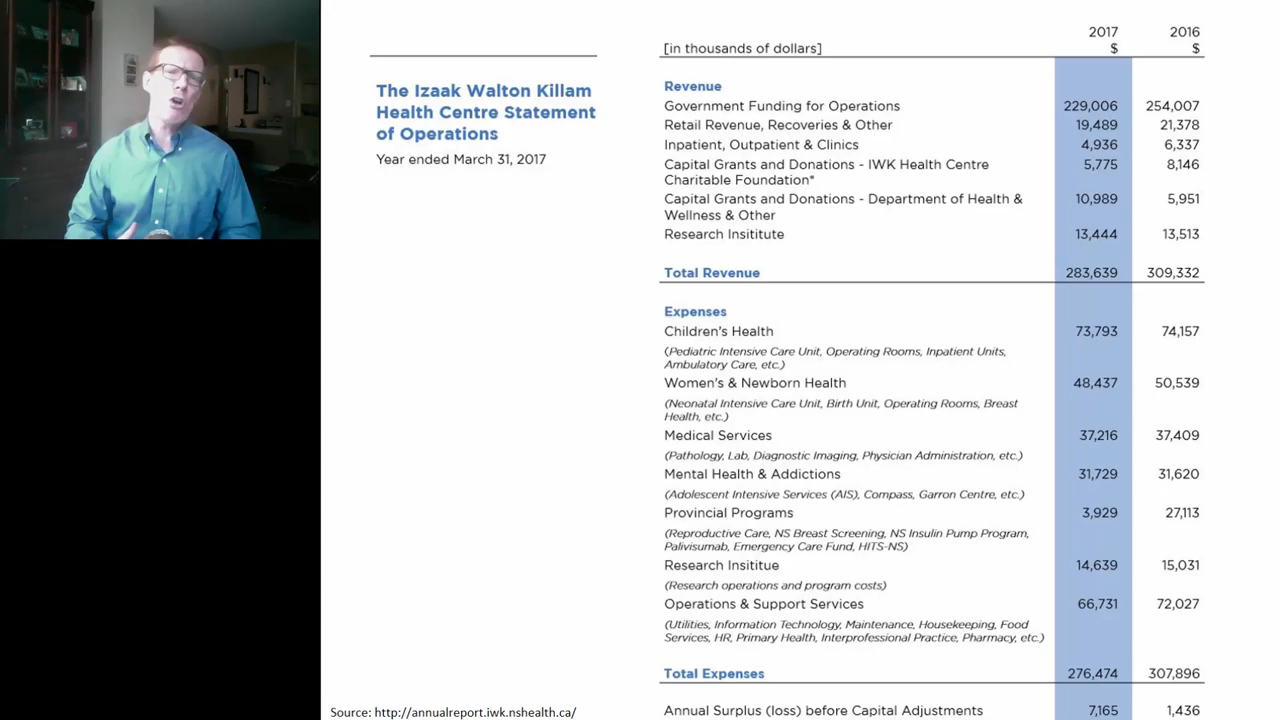 [in thousands of dollars] 2017 $ 2016 $
The Izaak Walton Killam
Health Centre Statement
of Operations
Year ended March 31, 2017
Revenue
Government Funding for Operations 229,006 254,007
Retail Revenue, Recoveries & Other 19,489 21,378
Inpatient, Outpatient & Clinics 4,936 6,337
Capital Grants and Donations - IWK Health Centre 5,775 8,146
Charitable Foundation*
Capital Grants and Donations - Department of Health & 10,989 5,951
Wellness & Other
Research Insititute 13,444 13,513
Total Revenue 283,639 309,332
Expenses
Children's Health 73,793 74,157
(Pediatric Intensive Care Unit, Operating Rooms, Inpatient Units,
Ambulatory Care, etc.)
Women's & Newborn Health 48,437 50,539
(Neonatal Intensive Care Unit, Birth Unit, Operating Rooms, Breast
Health, etc.)
Medical Services 37,216 37,409
(Pathology, Lab, Diagnostic Imaging, Physician Administration, etc.)
Mental Health & Addictions 31,729 31,620
(Adolescent Intensive Services (AIS), Compass, Garron Centre, etc.)
Provincial Programs 3,929 27,113
(Reproductive Care, NS Breast Screening, NS Insulin Pump Program,
Palivisumab, Emergency Care Fund, HITS-NS)
Research Insititue 14,639 15,031
(Research operations and program costs)
Operations & Support Services 66,731 72,027
(Utilities, Information Technology, Maintenance, Housekeeping, Food
Services, HR, Primary Health, Interprofessional Practice, Pharmacy, etc.)
Total Expenses 276,474 307,896
Annual Surplus (loss) before Capital Adjustments 7,165 1,436
Source: http://annualreport.iwk.nshealth.ca/